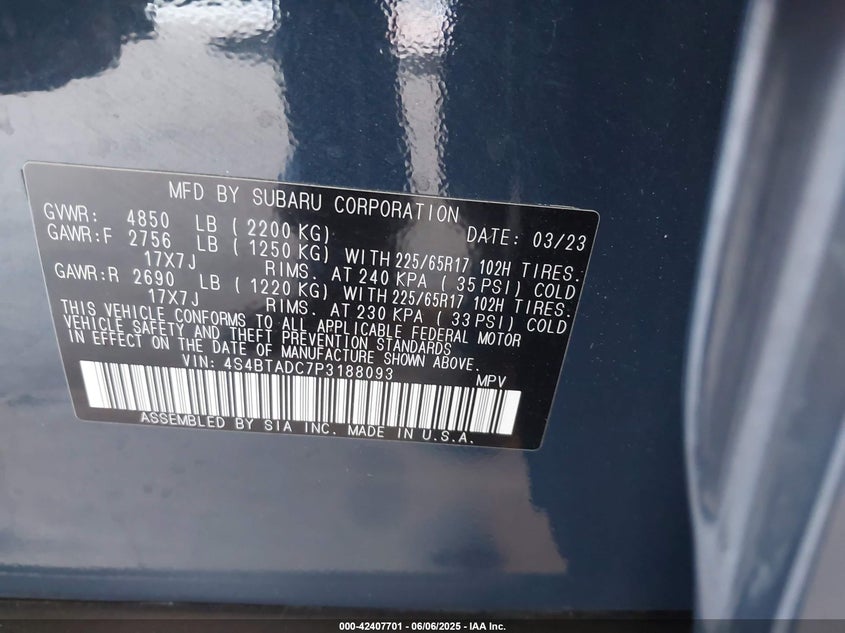 MFD BY SUBARU CORPORATION
GVWR: 4850 LB ( 2200 KG) DATE: 03/23
GAWR:F 2756 LB ( 1250 KG) WITH 225/65R17 102H TIRES.
17X7J RIMS. AT 240 KPA ( 35 PSI) COLD
GAWR:R 2690 LB ( 1220 KG) WITH 225/65R17 102H TIRES.
17X7J RIMS. AT 230 KPA ( 33 PSI) COLD
THIS VEHICLE CONFORMS TO ALL APPLICABLE FEDERAL MOTOR
VEHICLE SAFETY AND THEFT PREVENTION STANDARDS
IN EFFECT ON THE DATE OF MANUFACTURE SHOWN ABOVE.
VIN: 4S4BTADC7P3188093 MPV
ASSEMBLED BY SIA INC. MADE IN U.S.A.
000-42407701 - 06/06/2025 - IAA Inc.